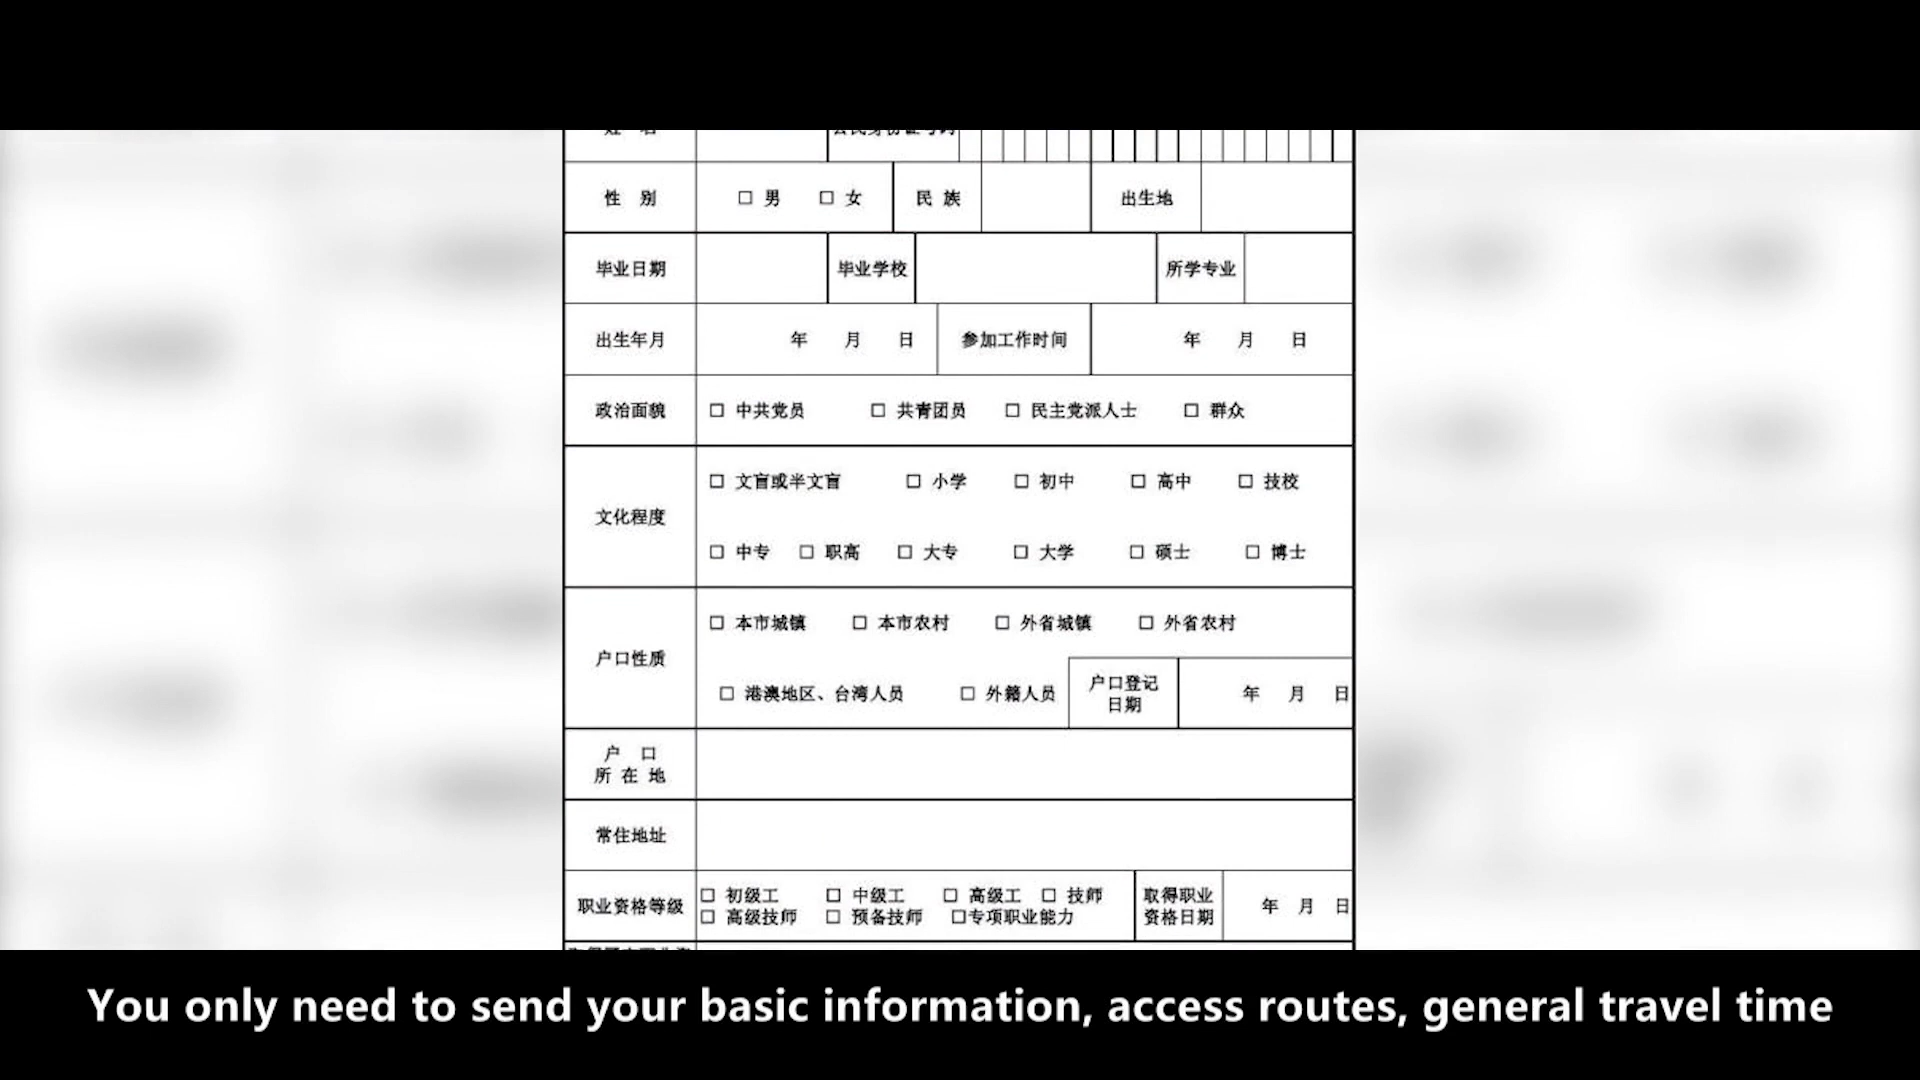 性 别 □ 男 □ 女 民 族 出生地
毕业日期 毕业学校 所学专业
出生年月 年 月 日 参加工作时间 年 月 日
政治面貌 □ 中共党员 □ 共青团员 □ 民主党派人士 □ 群众
文化程度
□ 文盲或半文盲 □ 小学 □ 初中 □ 高中 □ 技校
□ 中专 □ 职高 □ 大专 □ 大学 □ 硕士 □ 博士
户口性质
□ 本市城镇 □ 本市农村 □ 外省城镇 □ 外省农村
□ 港澳地区、台湾人员 □ 外籍人员
户口登记
日期
年 月 日
户 口
所 在 地
常住地址
职业资格等级
□ 初级工 □ 中级工 □ 高级工 □ 技师
□ 高级技师 □ 预备技师 □专项职业能力
取得职业
资格日期
年 月 日
You only need to send your basic information, access routes, general travel time